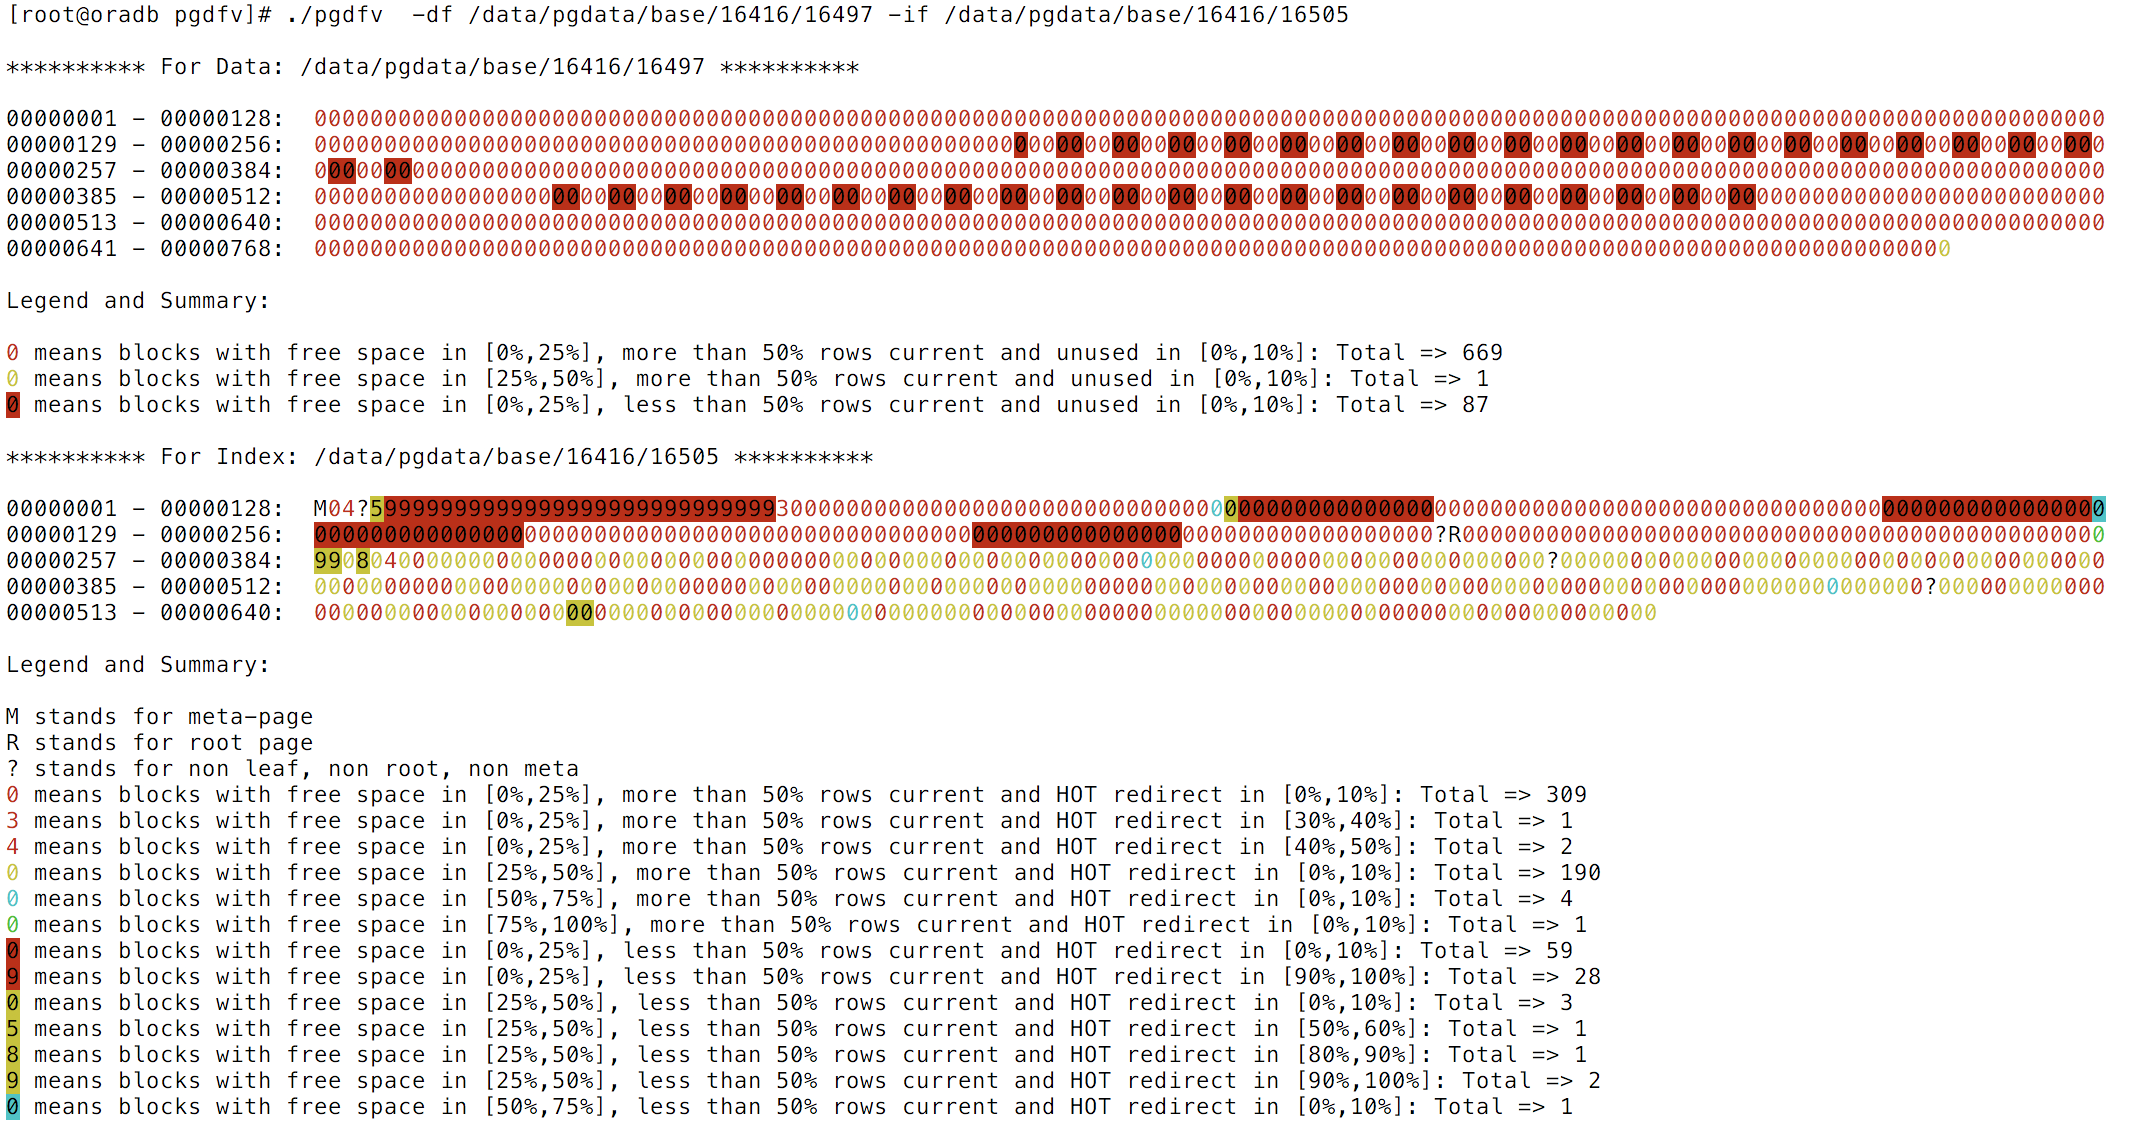 [root@oradb pgdfv]# ./pgdfv  -df /data/pgdata/base/16416/16497 -if /data/pgdata/base/16416/16505
********** For Data: /data/pgdata/base/16416/16497 **********
00000001 - 00000128:  00000000000000000000000000000000000000000000000000000000000000000000000000000000000000000000000000000000000000000000000000000000
00000129 - 00000256:  00000000000000000000000000000000000000000000000000000000000000000000000000000000000000000000000000000000000000000000000000000000
00000257 - 00000384:  00000000000000000000000000000000000000000000000000000000000000000000000000000000000000000000000000000000000000000000000000000000
00000385 - 00000512:  00000000000000000000000000000000000000000000000000000000000000000000000000000000000000000000000000000000000000000000000000000000
00000513 - 00000640:  00000000000000000000000000000000000000000000000000000000000000000000000000000000000000000000000000000000000000000000000000000000
00000641 - 00000768:  000000000000000000000000000000000000000000000000000000000000000000000000000000000000000000000000000000000000000000000
Legend and Summary:
0 means blocks with free space in [0%,25%], more than 50% rows current and unused in [0%,10%]: Total => 669
0 means blocks with free space in [25%,50%], more than 50% rows current and unused in [0%,10%]: Total => 1
0 means blocks with free space in [0%,25%], less than 50% rows current and unused in [0%,10%]: Total => 87
********** For Index: /data/pgdata/base/16416/16505 **********
00000001 - 00000128:  M04?5999999999999999999999999999930000000000000000000000000000000000000000000000000000000000000000000000000000000000000000000000
00000129 - 00000256:  00000000000000000000000000000000000000000000000000000000000000000000000000000000?R0000000000000000000000000000000000000000000000
00000257 - 00000384:  9908040000000000000000000000000000000000000000000000000000000000000000000000000000000000?000000000000000000000000000000000000000
00000385 - 00000512:  0000000000000000000000000000000000000000000000000000000000000000000000000000000000000000000000000000000000000000000?000000000000
00000513 - 00000640:  000000000000000000000000000000000000000000000000000000000000000000000000000000000000000000000000
Legend and Summary:
M stands for meta-page
R stands for root page
? stands for non leaf, non root, non meta
0 means blocks with free space in [0%,25%], more than 50% rows current and HOT redirect in [0%,10%]: Total => 309
3 means blocks with free space in [0%,25%], more than 50% rows current and HOT redirect in [30%,40%]: Total => 1
4 means blocks with free space in [0%,25%], more than 50% rows current and HOT redirect in [40%,50%]: Total => 2
0 means blocks with free space in [25%,50%], more than 50% rows current and HOT redirect in [0%,10%]: Total => 190
0 means blocks with free space in [50%,75%], more than 50% rows current and HOT redirect in [0%,10%]: Total => 4
0 means blocks with free space in [75%,100%], more than 50% rows current and HOT redirect in [0%,10%]: Total => 1
0 means blocks with free space in [0%,25%], less than 50% rows current and HOT redirect in [0%,10%]: Total => 59
9 means blocks with free space in [0%,25%], less than 50% rows current and HOT redirect in [90%,100%]: Total => 28
0 means blocks with free space in [25%,50%], less than 50% rows current and HOT redirect in [0%,10%]: Total => 3
5 means blocks with free space in [25%,50%], less than 50% rows current and HOT redirect in [50%,60%]: Total => 1
8 means blocks with free space in [25%,50%], less than 50% rows current and HOT redirect in [80%,90%]: Total => 1
9 means blocks with free space in [25%,50%], less than 50% rows current and HOT redirect in [90%,100%]: Total => 2
0 means blocks with free space in [50%,75%], less than 50% rows current and HOT redirect in [0%,10%]: Total => 1